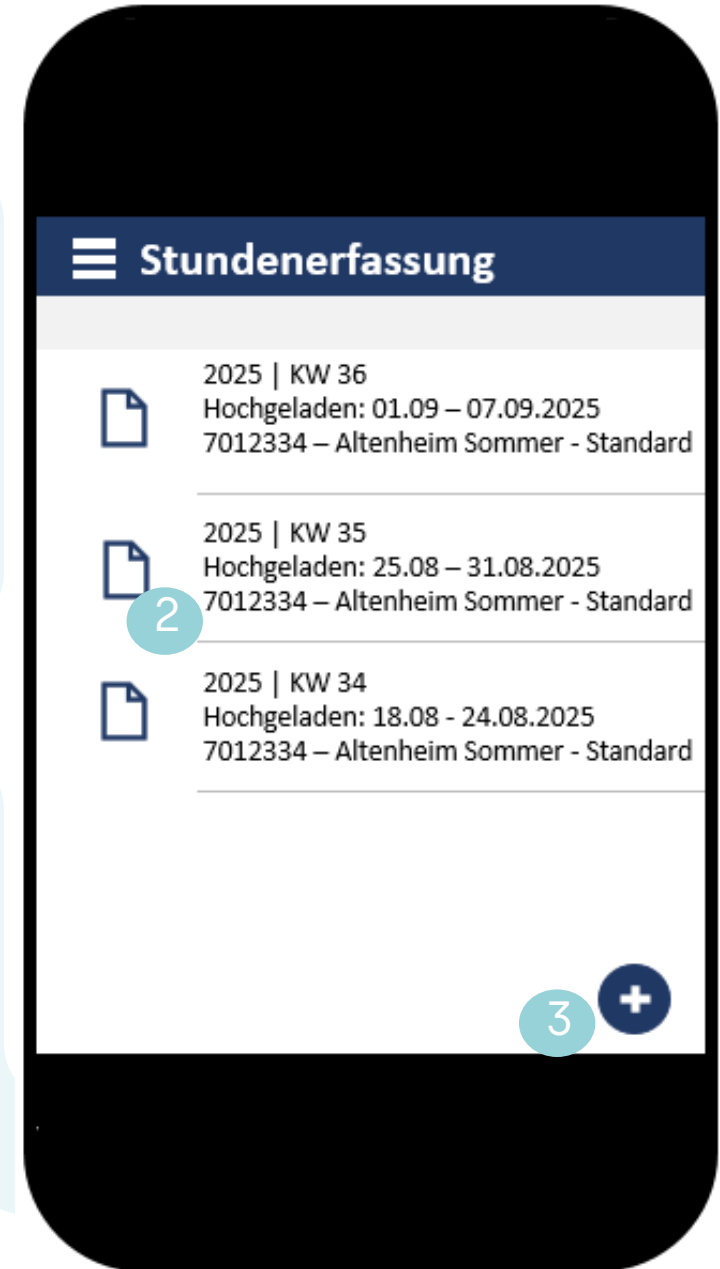 Stundenerfassung
2025 | KW 36
Hochgeladen: 01.09 – 07.09.2025
7012334 – Altenheim Sommer - Standard
2025 | KW 35
Hochgeladen: 25.08 – 31.08.2025
2
7012334 – Altenheim Sommer - Standard
2025 | KW 34
Hochgeladen: 18.08 - 24.08.2025
7012334 – Altenheim Sommer - Standard
3